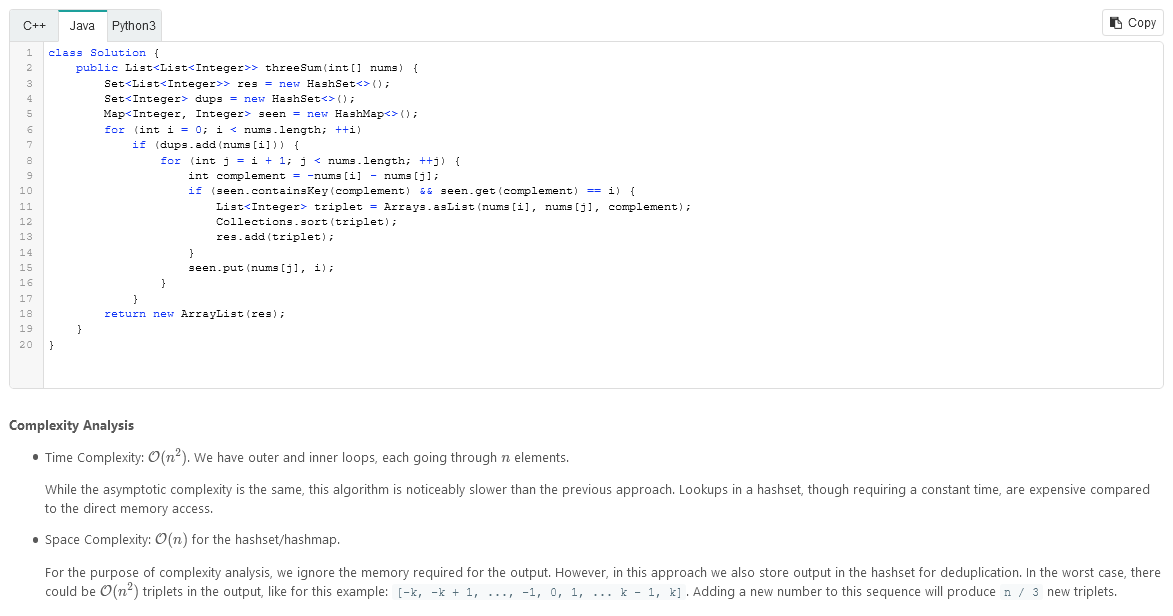 C++ Java Python3 Copy
1 class Solution {
2 public List<List<Integer>> threeSum(int[] nums) {
3 Set<List<Integer>> res = new HashSet<>();
4 Set<Integer> dups = new HashSet<>();
5 Map<Integer, Integer> seen = new HashMap<>();
6 for (int i = 0; i < nums.length; ++i)
7 if (dups.add(nums[i])) {
8 for (int j = i + 1; j < nums.length; ++j) {
9 int complement = -nums[i] - nums[j];
10 if (seen.containsKey(complement) && seen.get(complement) == i) {
11 List<Integer> triplet = Arrays.asList(nums[i], nums[j], complement);
12 Collections.sort(triplet);
13 res.add(triplet);
14 }
15 seen.put(nums[j], i);
16 }
17 }
18 return new ArrayList(res);
19 }
20 }
Complexity Analysis
• Time Complexity: O(n²). We have outer and inner loops, each going through n elements.
While the asymptotic complexity is the same, this algorithm is noticeably slower than the previous approach. Lookups in a hashset, though requiring a constant time, are expensive compared
to the direct memory access.
• Space Complexity: O(n) for the hashset/hashmap.
For the purpose of complexity analysis, we ignore the memory required for the output. However, in this approach we also store output in the hashset for deduplication. In the worst case, there
could be O(n²) triplets in the output, like for this example: [-k, -k + 1, ..., -1, 0, 1, ... k - 1, k]. Adding a new number to this sequence will produce n / 3 new triplets.